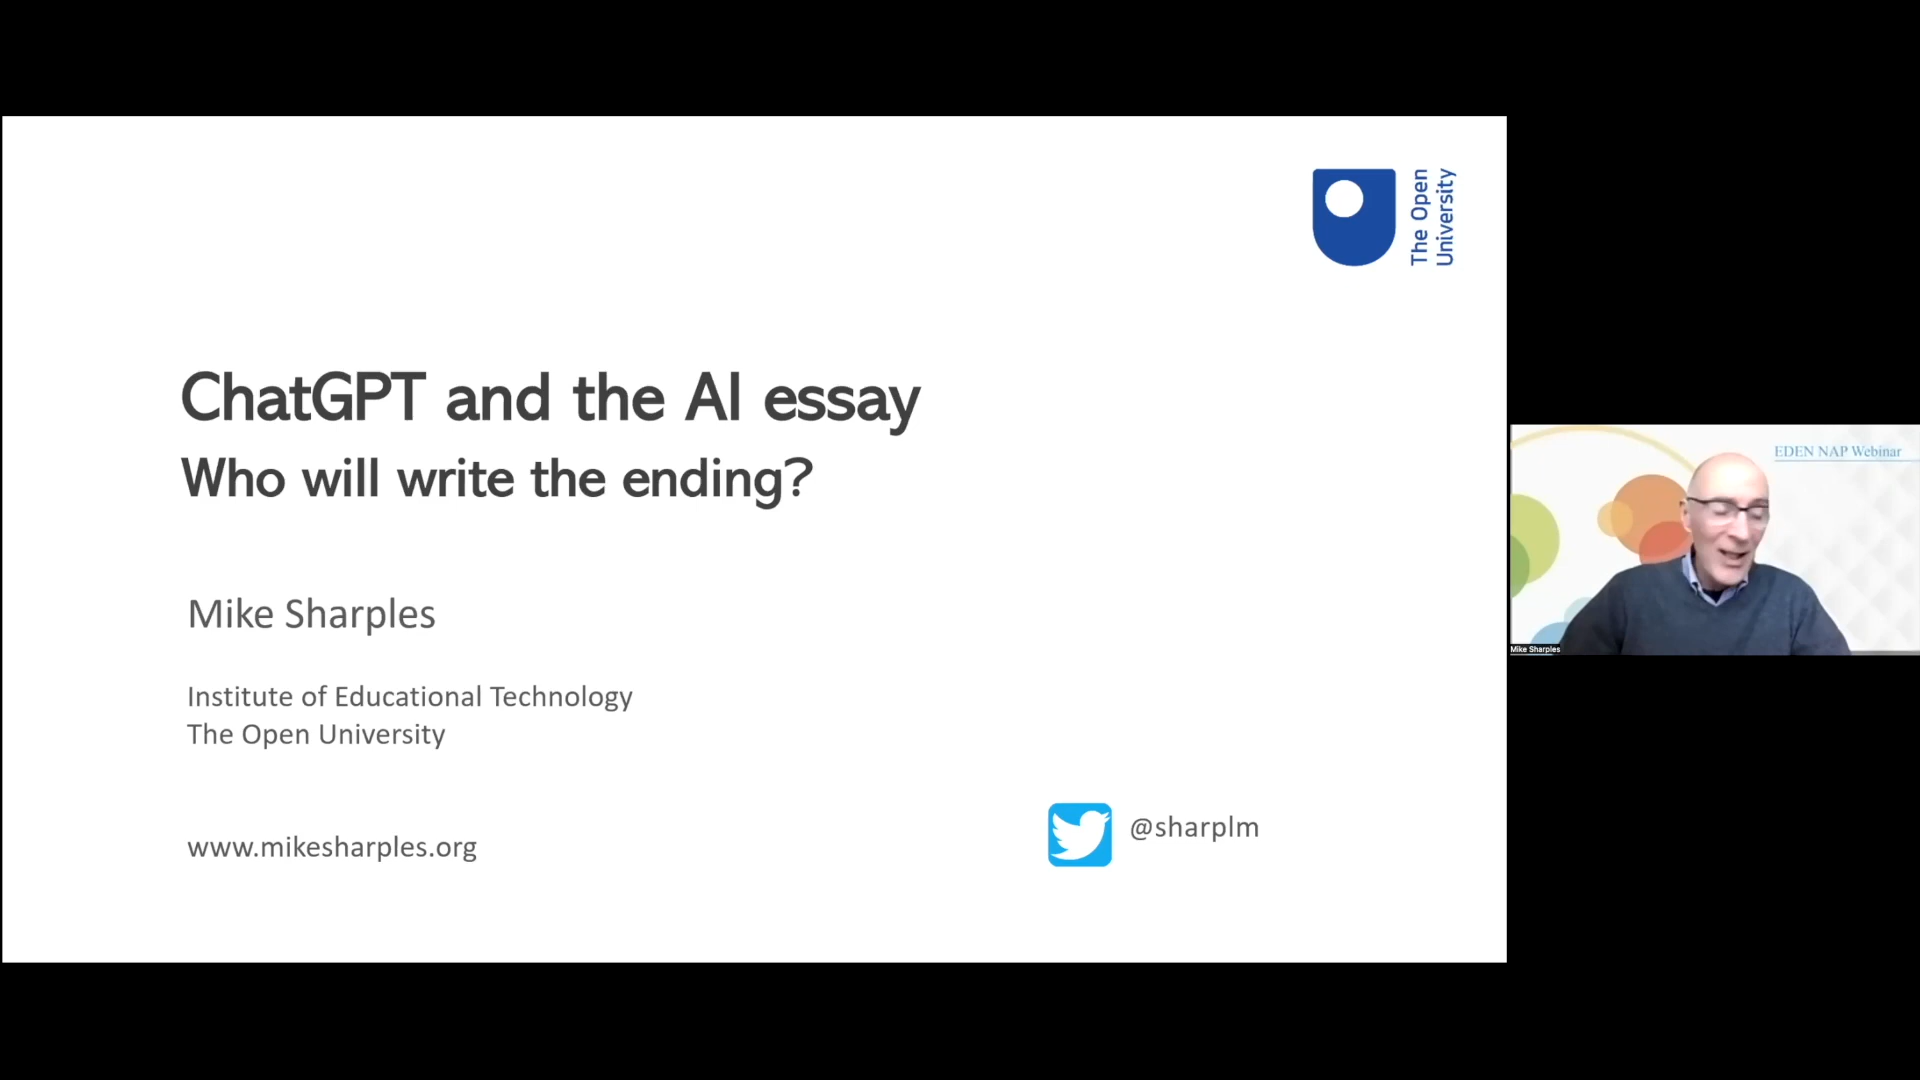 The Open
University
ChatGPT and the AI essay
Who will write the ending?
Mike Sharples
Institute of Educational Technology
The Open University
www.mikesharples.org
@sharplm
EDEN NAP Webinar
Mike Sharples